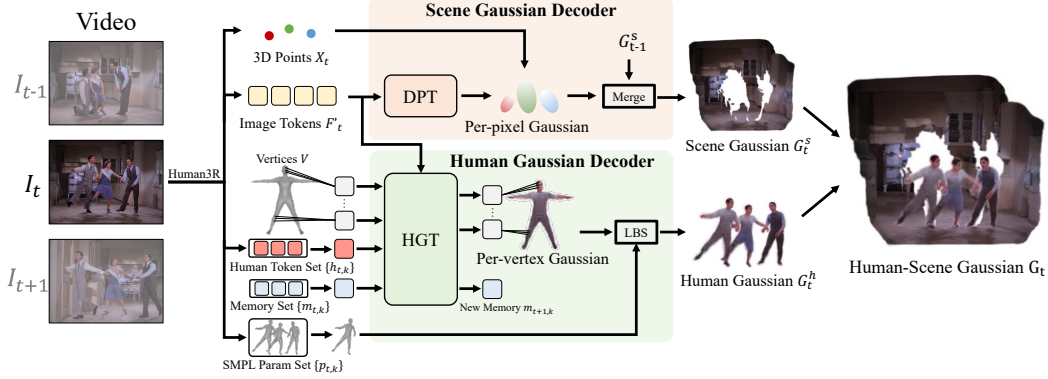 Video
I_{t-1}
I_t
I_{t+1}
Human3R
3D Points X_t
Image Tokens F'_t
Vertices V
Human Token Set {h_{t,k}}
Memory Set {m_{t,k}}
SMPL Param Set {p_{t,k}}
Scene Gaussian Decoder
DPT
Per-pixel Gaussian
G^s_{t-1}
Merge
Human Gaussian Decoder
HGT
Per-vertex Gaussian
New Memory m_{t+1,k}
LBS
Scene Gaussian G^s_t
Human Gaussian G^h_t
Human-Scene Gaussian G_t